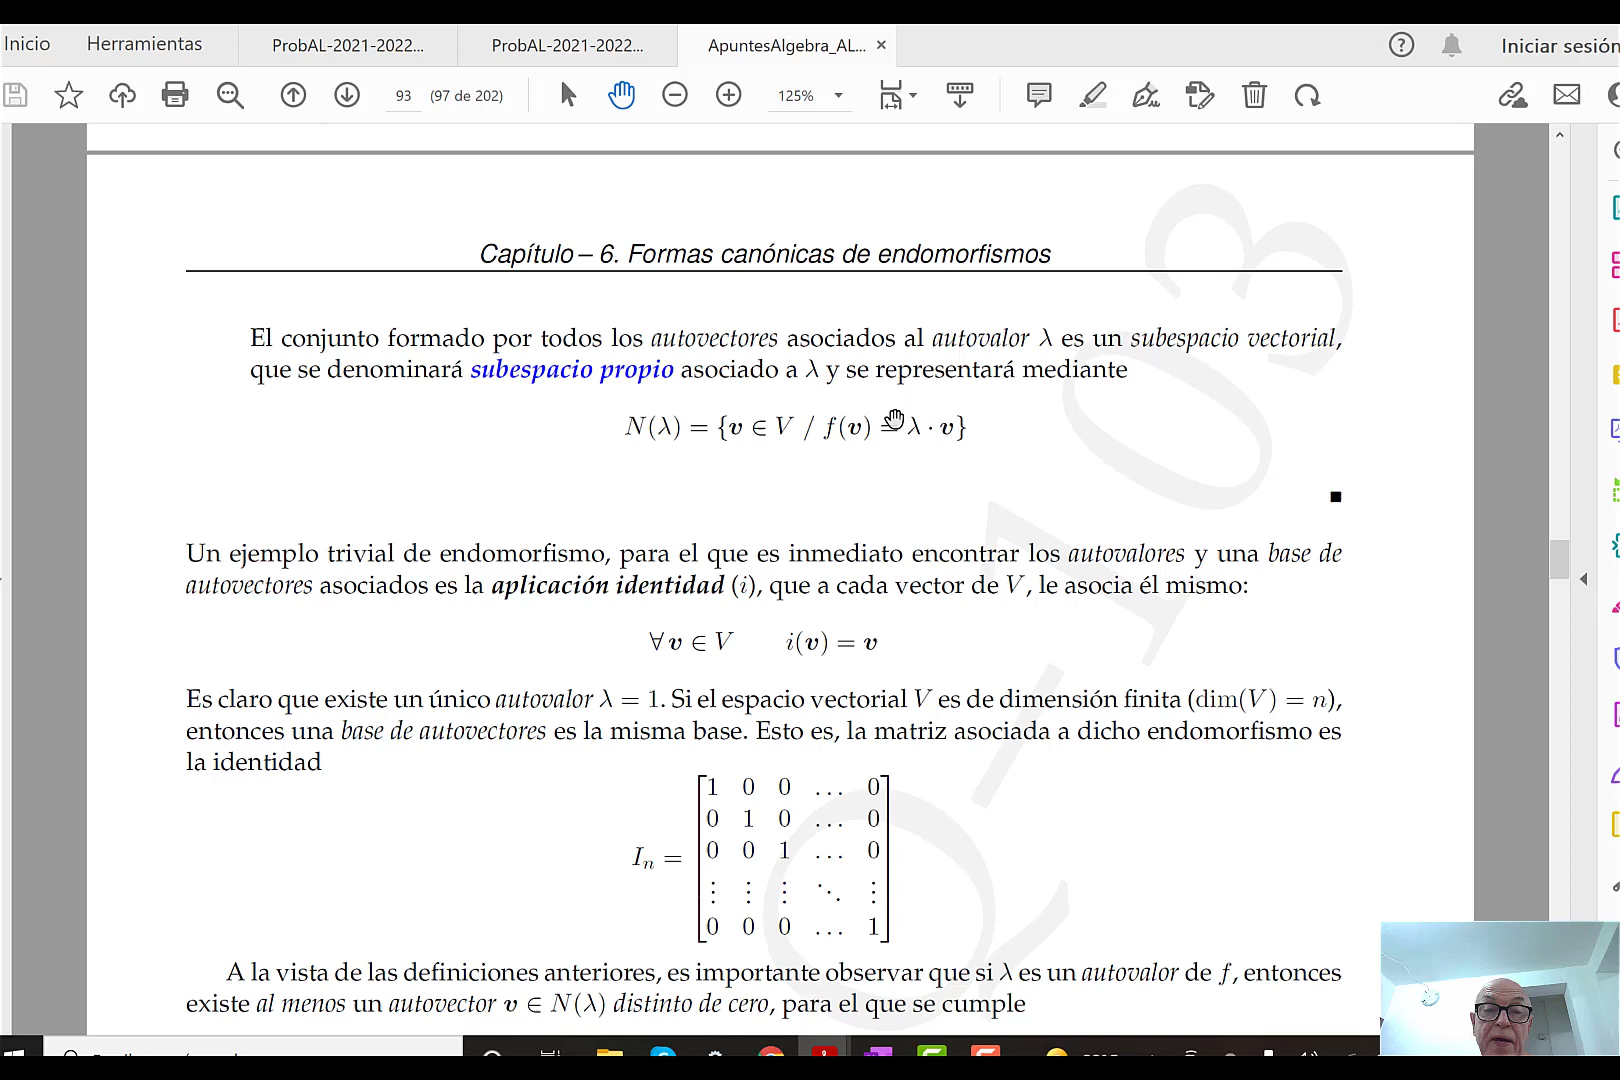 Inicio Herramientas ProbAL-2021-2022... ProbAL-2021-2022... ApuntesAlgebra_AL... × Iniciar sesión
93 (97 de 202) 125%
Capítulo – 6. Formas canónicas de endomorfismos
El conjunto formado por todos los autovectores asociados al autovalor λ es un subespacio vectorial,
que se denominará subespacio propio asociado a λ y se representará mediante
N(λ) = {v ∈ V / f(v) = λ · v}
Un ejemplo trivial de endomorfismo, para el que es inmediato encontrar los autovalores y una base de
autovectores asociados es la aplicación identidad (i), que a cada vector de V, le asocia él mismo:
∀ v ∈ V i(v) = v
Es claro que existe un único autovalor λ = 1. Si el espacio vectorial V es de dimensión finita (dim(V) = n),
entonces una base de autovectores es la misma base. Esto es, la matriz asociada a dicho endomorfismo es
la identidad
1 0 0 ... 0
0 1 0 ... 0
0 0 1 ... 0
Iₙ =
⋮ ⋮ ⋮ ⋱ ⋮
0 0 0 ... 1
A la vista de las definiciones anteriores, es importante observar que si λ es un autovalor de f, entonces
existe al menos un autovector v ∈ N(λ) distinto de cero, para el que se cumple
Q-103